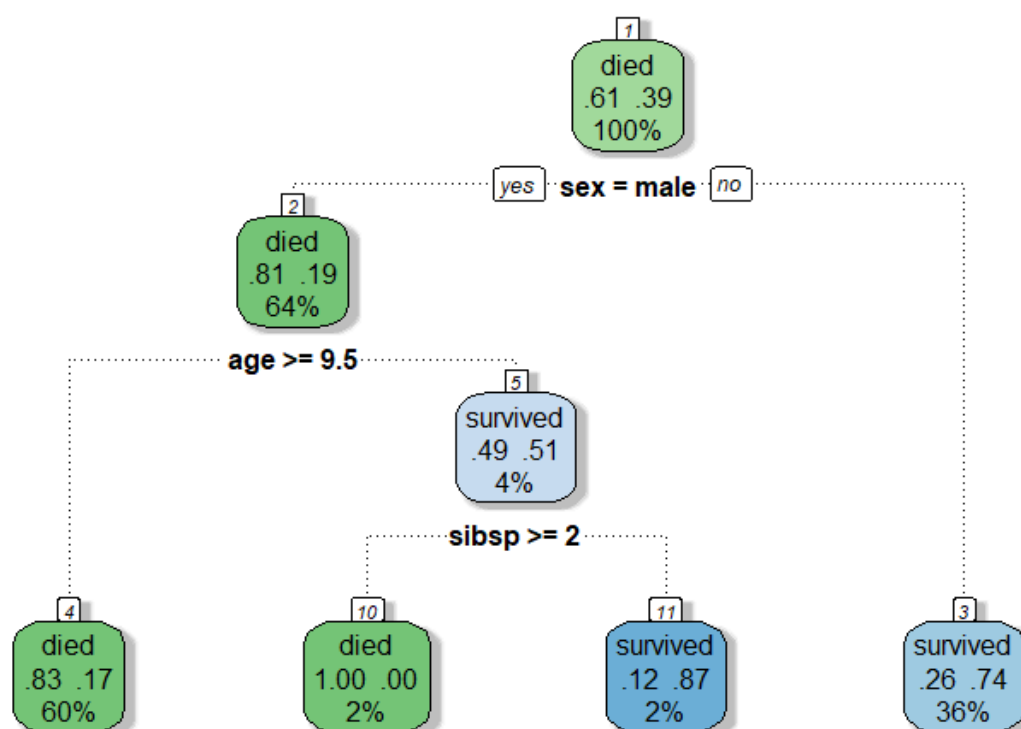 1
died
.61 .39
100%
yes sex = male no
2
died
.81 .19
64%
age >= 9.5
5
survived
.49 .51
4%
sibsp >= 2
4
died
.83 .17
60%
10
died
1.00 .00
2%
11
survived
.12 .87
2%
3
survived
.26 .74
36%